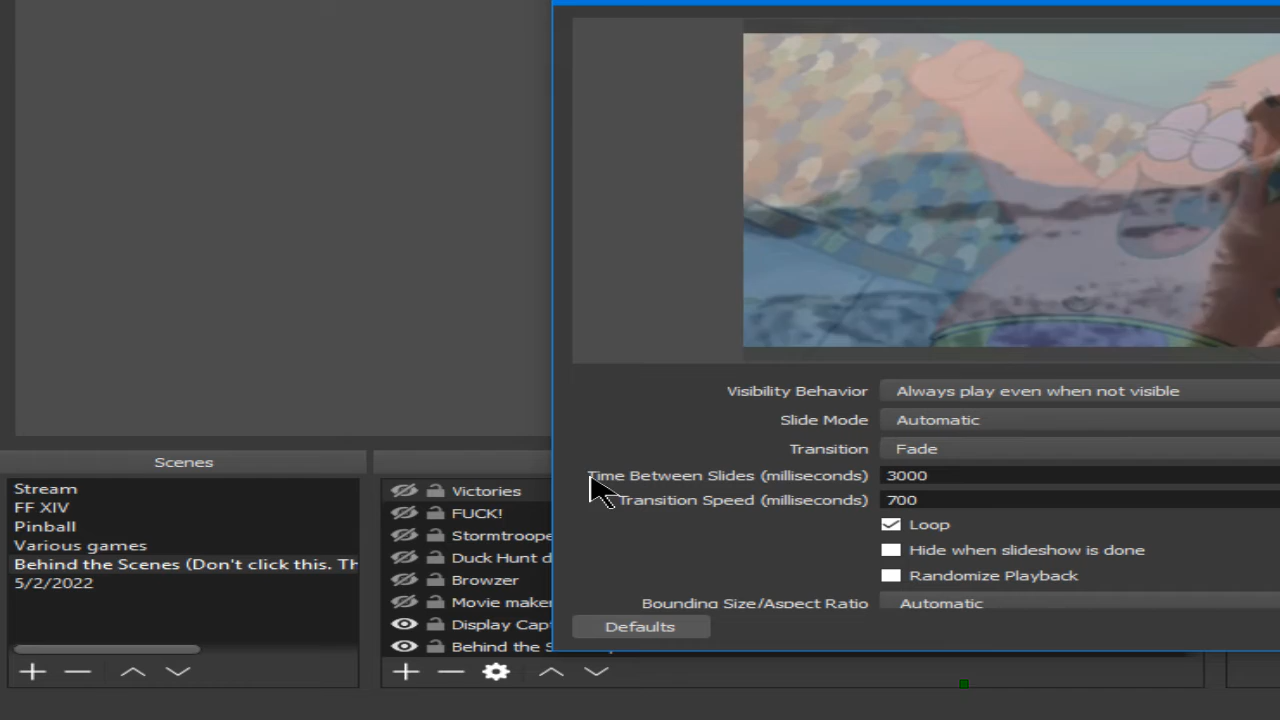 Visibility Behavior Always play even when not visible
Slide Mode Automatic
Transition Fade
Time Between Slides (milliseconds) 3000
Transition Speed (milliseconds) 700
Loop
Hide when slideshow is done
Randomize Playback
Bounding Size/Aspect Ratio Automatic
Defaults
Scenes
Stream
FF XIV
Pinball
Various games
Behind the Scenes (Don't click this. Th
5/2/2022
Victories
FUCK!
Stormtroope
Duck Hunt d
Browzer
Movie maker
Display Cap
Behind the S